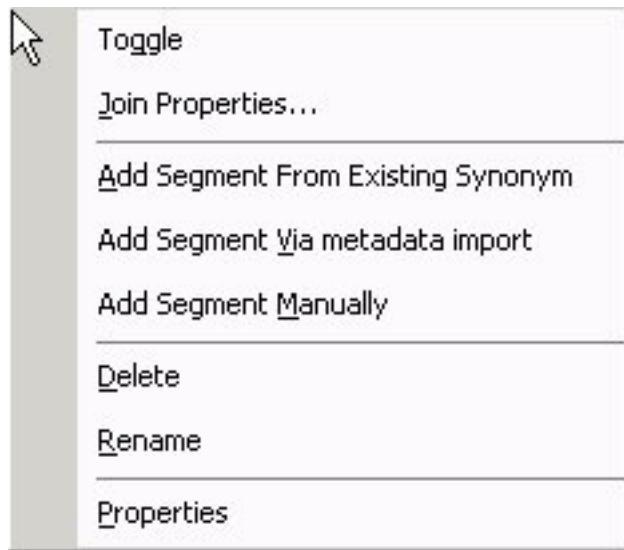 Toggle
Join Properties...
Add Segment From Existing Synonym
Add Segment Via metadata import
Add Segment Manually
Delete
Rename
Properties